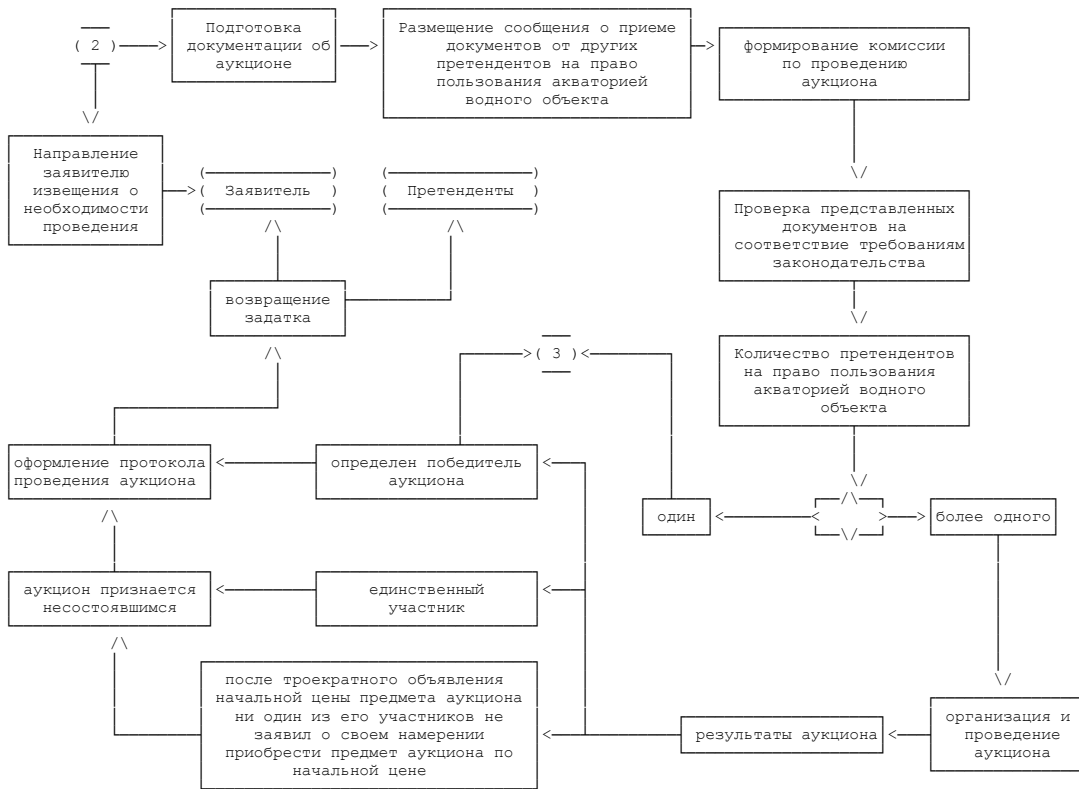 ( 2 )
Подготовка
документации об
аукционе
Размещение сообщения о приеме
документов от других
претендентов на право
пользования акваторией
водного объекта
формирование комиссии
по проведению
аукциона
Направление
заявителю
извещения о
необходимости
проведения
( Заявитель )
( Претенденты )
Проверка представленных
документов на
соответствие требованиям
законодательства
возвращение
задатка
( 3 )
Количество претендентов
на право пользования
акваторией водного
объекта
оформление протокола
проведения аукциона
определен победитель
аукциона
один
более одного
аукцион признается
несостоявшимся
единственный
участник
после троекратного объявления
начальной цены предмета аукциона
ни один из его участников не
заявил о своем намерении
приобрести предмет аукциона по
начальной цене
результаты аукциона
организация и
проведение
аукциона